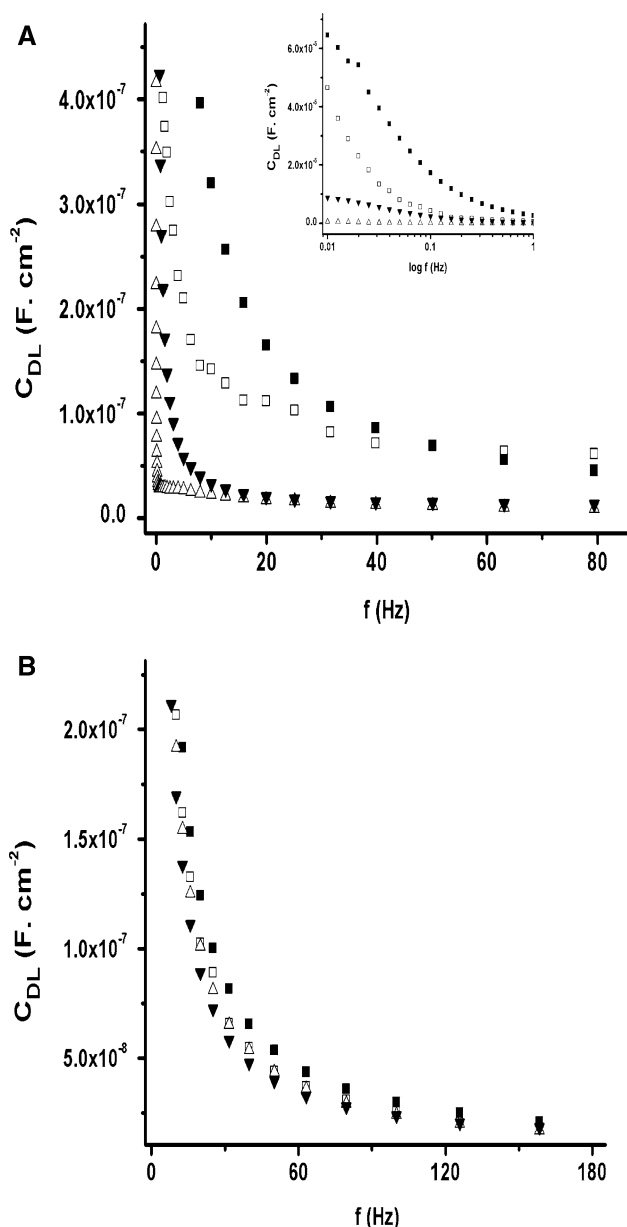 A
C_DL (F. cm^-2)
4.0x10^-7
3.0x10^-7
2.0x10^-7
1.0x10^-7
0.0
0 20 40 60 80
f (Hz)
C_DL (F. cm^-2)
6.0x10^-5
4.0x10^-5
2.0x10^-5
0.0
0.01 0.1 1
log f (Hz)
B
C_DL (F. cm^-2)
2.0x10^-7
1.5x10^-7
1.0x10^-7
5.0x10^-8
0 60 120 180
f (Hz)